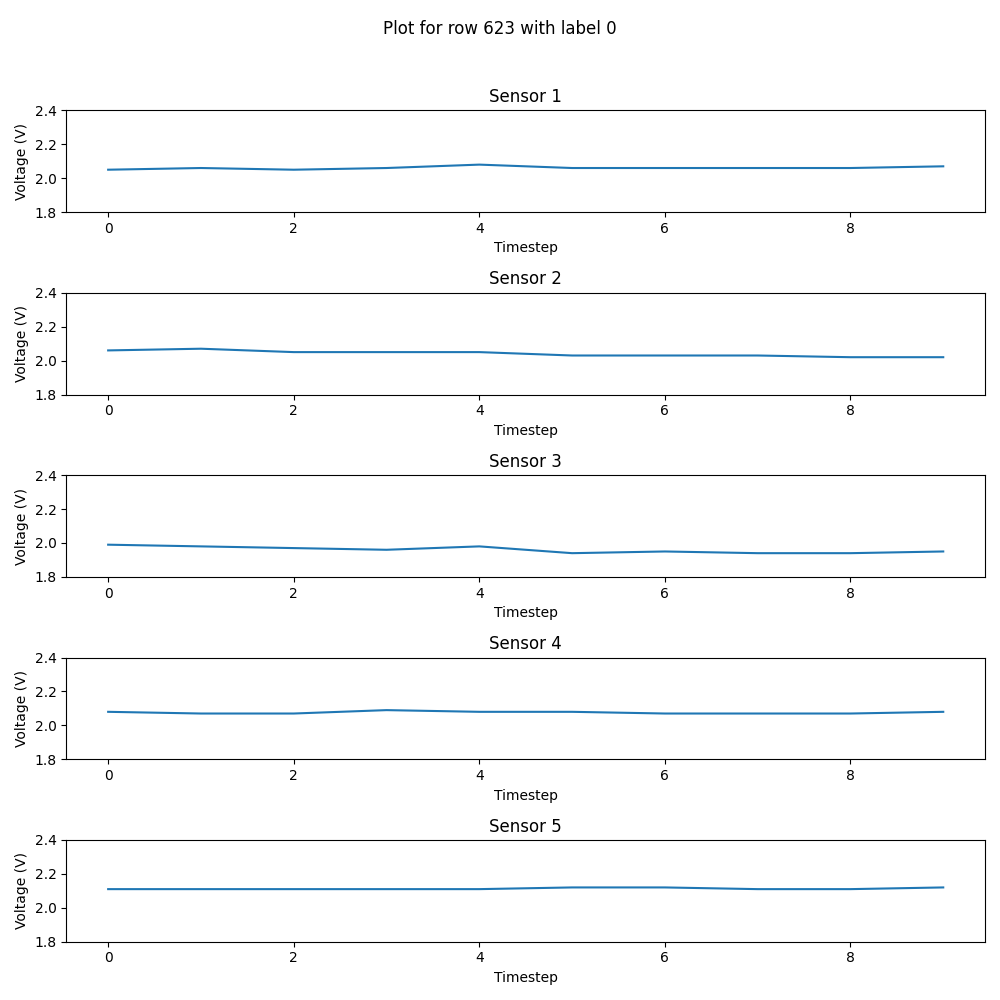 Plot for row 623 with label 0
Sensor 1
Voltage (V)
2.4
2.2
2.0
1.8
0 2 4 6 8
Timestep
Sensor 2
Voltage (V)
2.4
2.2
2.0
1.8
0 2 4 6 8
Timestep
Sensor 3
Voltage (V)
2.4
2.2
2.0
1.8
0 2 4 6 8
Timestep
Sensor 4
Voltage (V)
2.4
2.2
2.0
1.8
0 2 4 6 8
Timestep
Sensor 5
Voltage (V)
2.4
2.2
2.0
1.8
0 2 4 6 8
Timestep